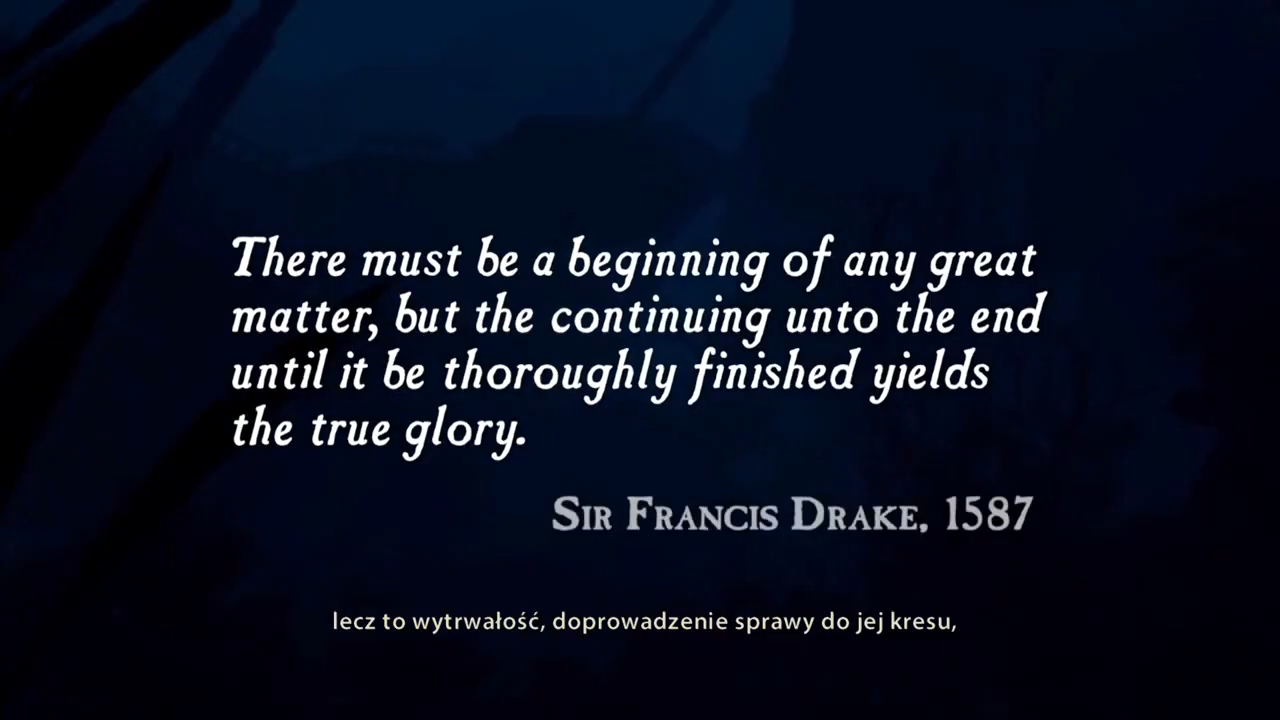 There must be a beginning of any great
matter, but the continuing unto the end
until it be thoroughly finished yields
the true glory.
Sir Francis Drake, 1587
lecz to wytrwałość, doprowadzenie sprawy do jej kresu,